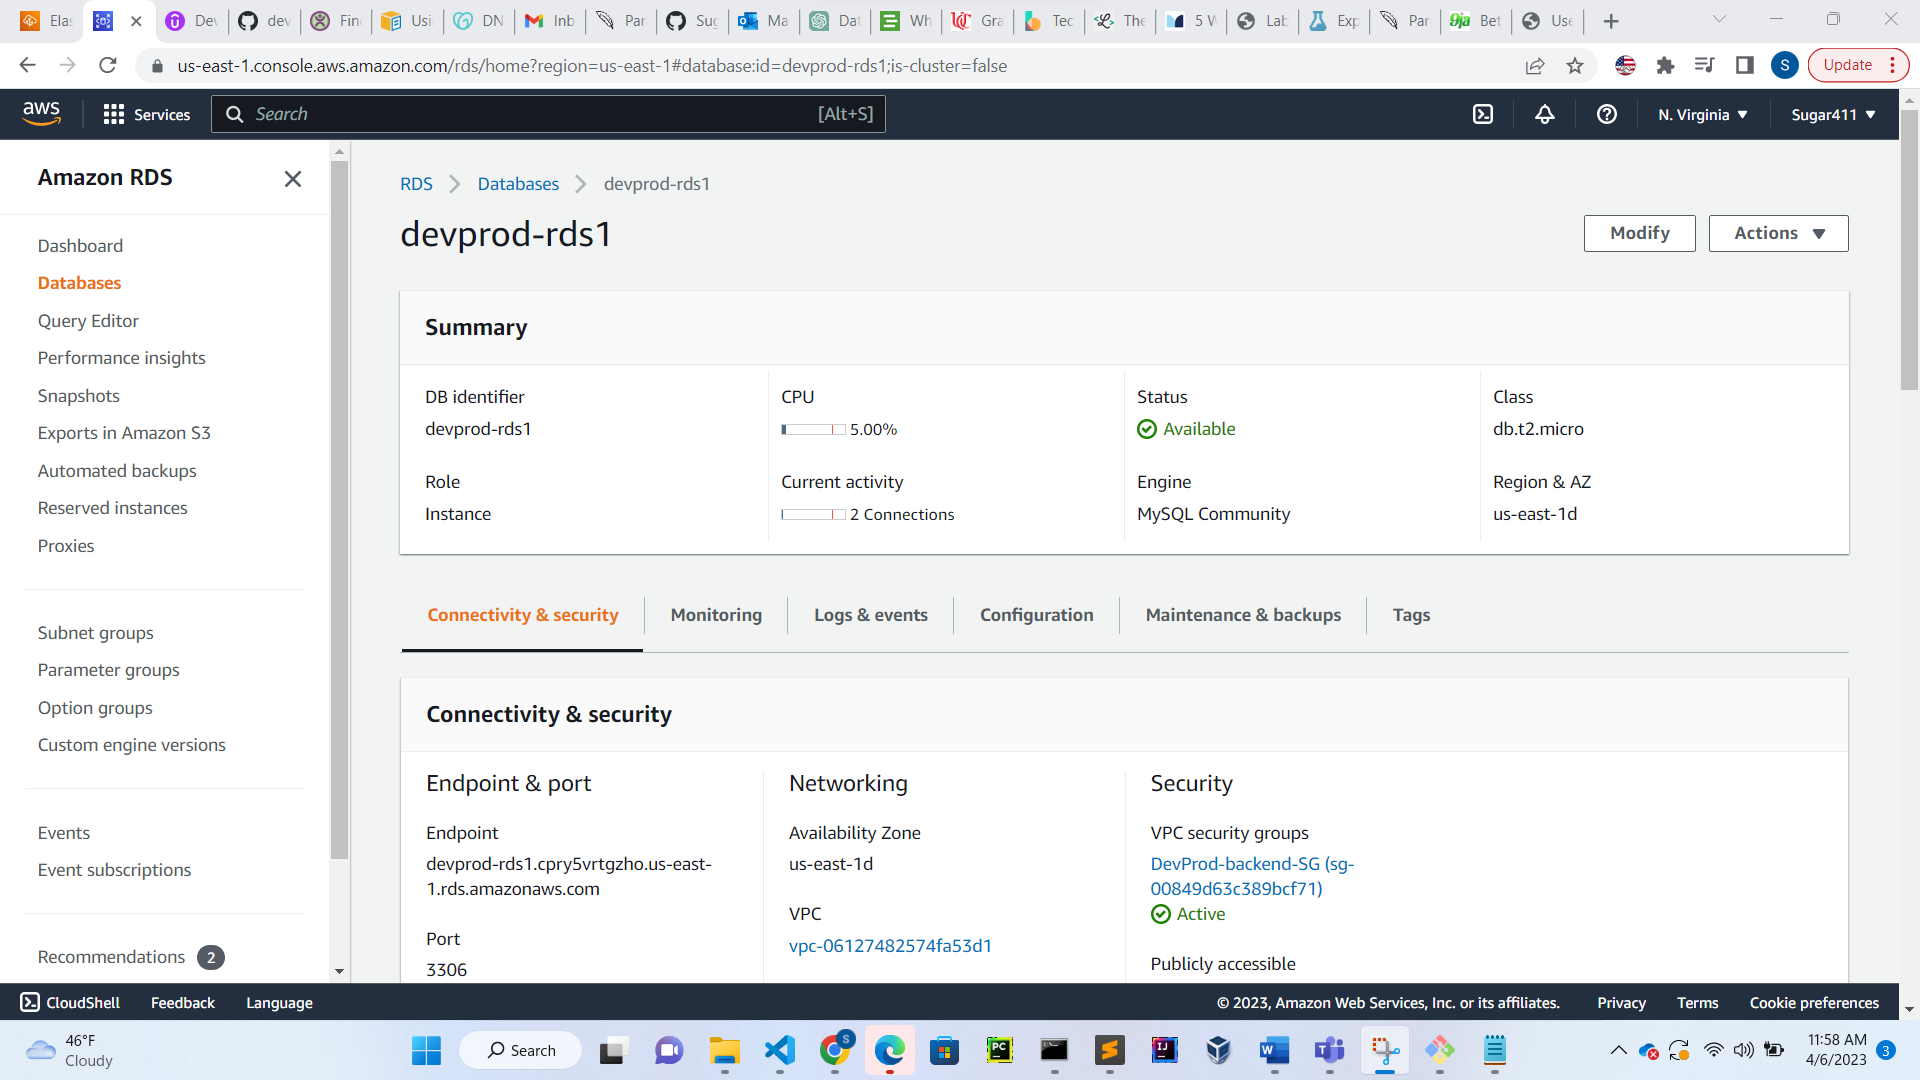 Elas
Dev
dev
Find
Usi
DN
Inb
Par
Sug
Ma
Dat
Wh
Gra
Tec
The
5 W
Lab
Exp
Par
Bet
Use
us-east-1.console.aws.amazon.com/rds/home?region=us-east-1#database:id=devprod-rds1;is-cluster=false
S
Update
aws
Services
Search
[Alt+S]
N. Virginia
Sugar411
Amazon RDS
Dashboard
Databases
Query Editor
Performance insights
Snapshots
Exports in Amazon S3
Automated backups
Reserved instances
Proxies
Subnet groups
Parameter groups
Option groups
Custom engine versions
Events
Event subscriptions
Recommendations 2
RDS > Databases > devprod-rds1
devprod-rds1
Modify
Actions
Summary
DB identifier
devprod-rds1
CPU
5.00%
Status
Available
Class
db.t2.micro
Role
Instance
Current activity
2 Connections
Engine
MySQL Community
Region & AZ
us-east-1d
Connectivity & security
Monitoring
Logs & events
Configuration
Maintenance & backups
Tags
Connectivity & security
Endpoint & port
Endpoint
devprod-rds1.cpry5vrtgzho.us-east-
1.rds.amazonaws.com
Port
3306
Networking
Availability Zone
us-east-1d
VPC
vpc-06127482574fa53d1
Security
VPC security groups
DevProd-backend-SG (sg-
00849d63c389bcf71)
Active
Publicly accessible
CloudShell
Feedback
Language
© 2023, Amazon Web Services, Inc. or its affiliates.
Privacy
Terms
Cookie preferences
46°F
Cloudy
Search
11:58 AM
4/6/2023
3